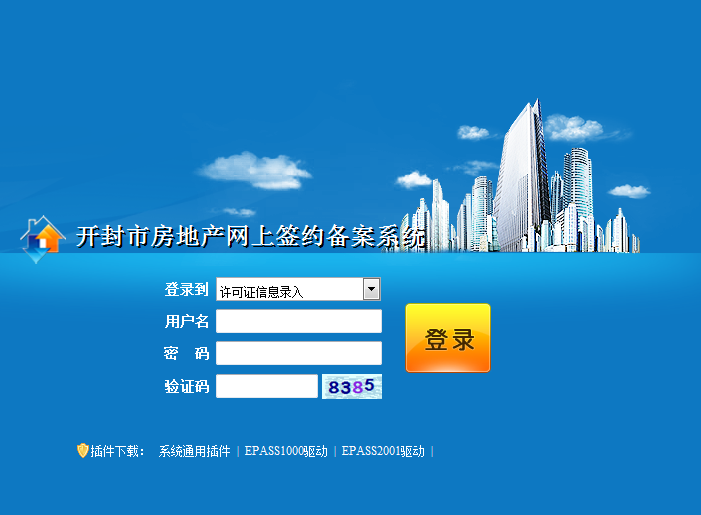 开封市房地产网上签约备案系统
登录到 许可证信息录入
用户名
登录
密 码
验证码 8385
插件下载： 系统通用插件 | EPASS1000驱动 | EPASS2001驱动 |